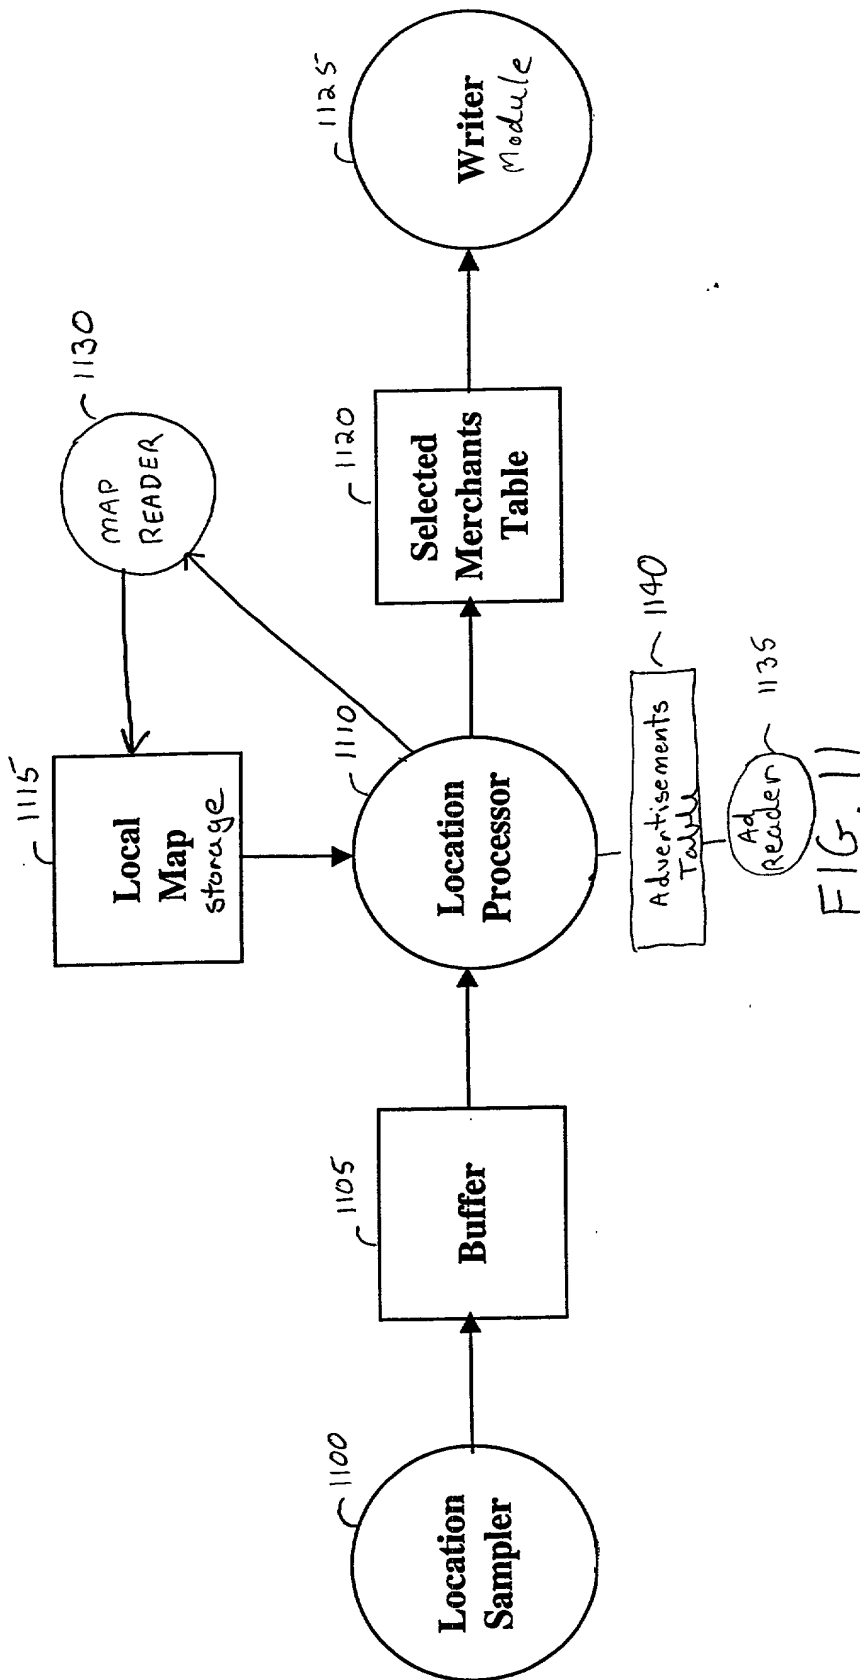 1130
MAP
READER
1115
Local
Map
storage
1110
Location
Processor
1100
Location
Sampler
1105
Buffer
1120
Selected
Merchants
Table
1125
Writer
Module
Advertisements
Table
1140
Ad
Reader
1135
FIG. 11